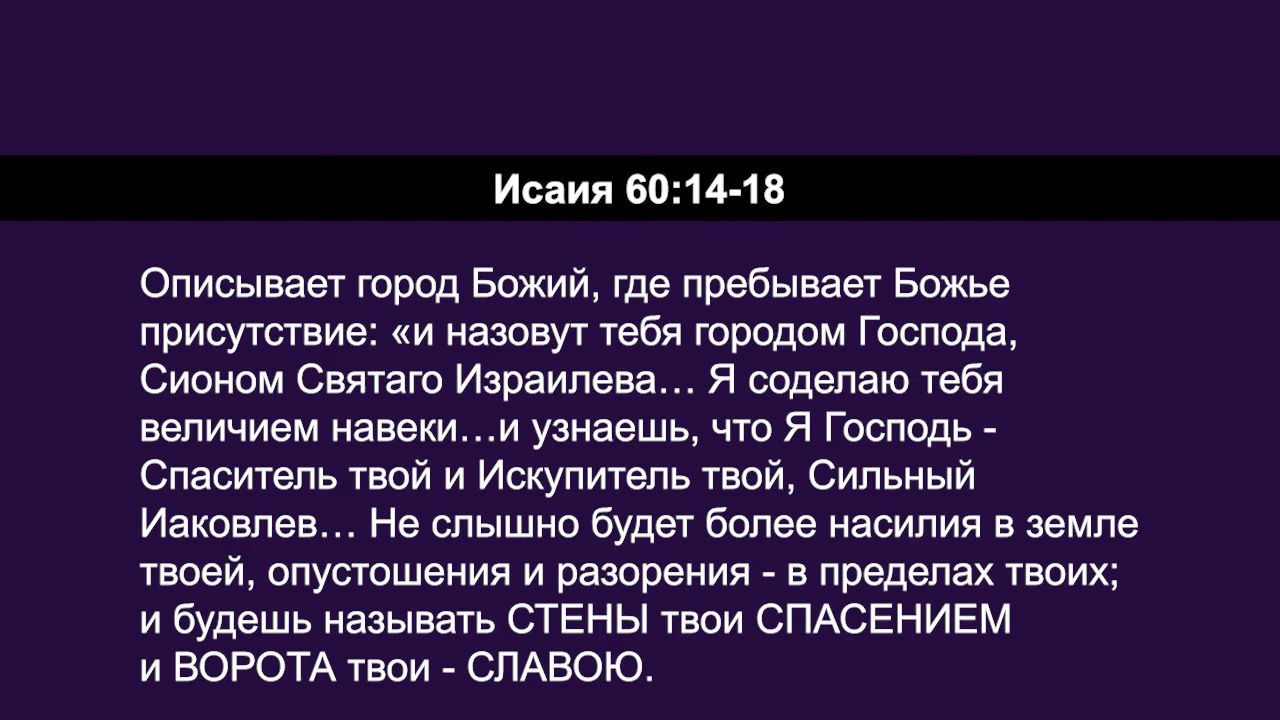 Исаия 60:14-18
Описывает город Божий, где пребывает Божье
присутствие: «и назовут тебя городом Господа,
Сионом Святаго Израилева… Я соделаю тебя
величием навеки…и узнаешь, что Я Господь -
Спаситель твой и Искупитель твой, Сильный
Иаковлев… Не слышно будет более насилия в земле
твоей, опустошения и разорения - в пределах твоих;
и будешь называть СТЕНЫ твои СПАСЕНИЕМ
и ВОРОТА твои - СЛАВОЮ.